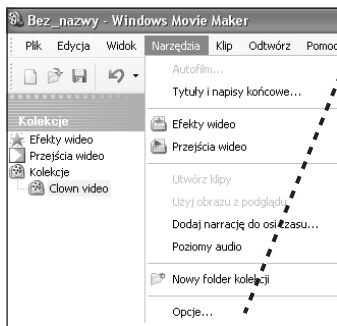 Bez_nazwy - Windows Movie Maker
Plik Edycja Widok Narzędzia Klip Odtwórz Pomoc
Autofilm...
Tytuły i napisy końcowe...
Kolekcje
Efekty wideo
Przejścia wideo
Kolekcje
Clown video
Efekty wideo
Przejścia wideo
Utwórz klipy
Użyj obrazu z podglądu
Dodaj narrację do osi czasu...
Poziomy audio
Nowy folder kolekcji
Opcje...